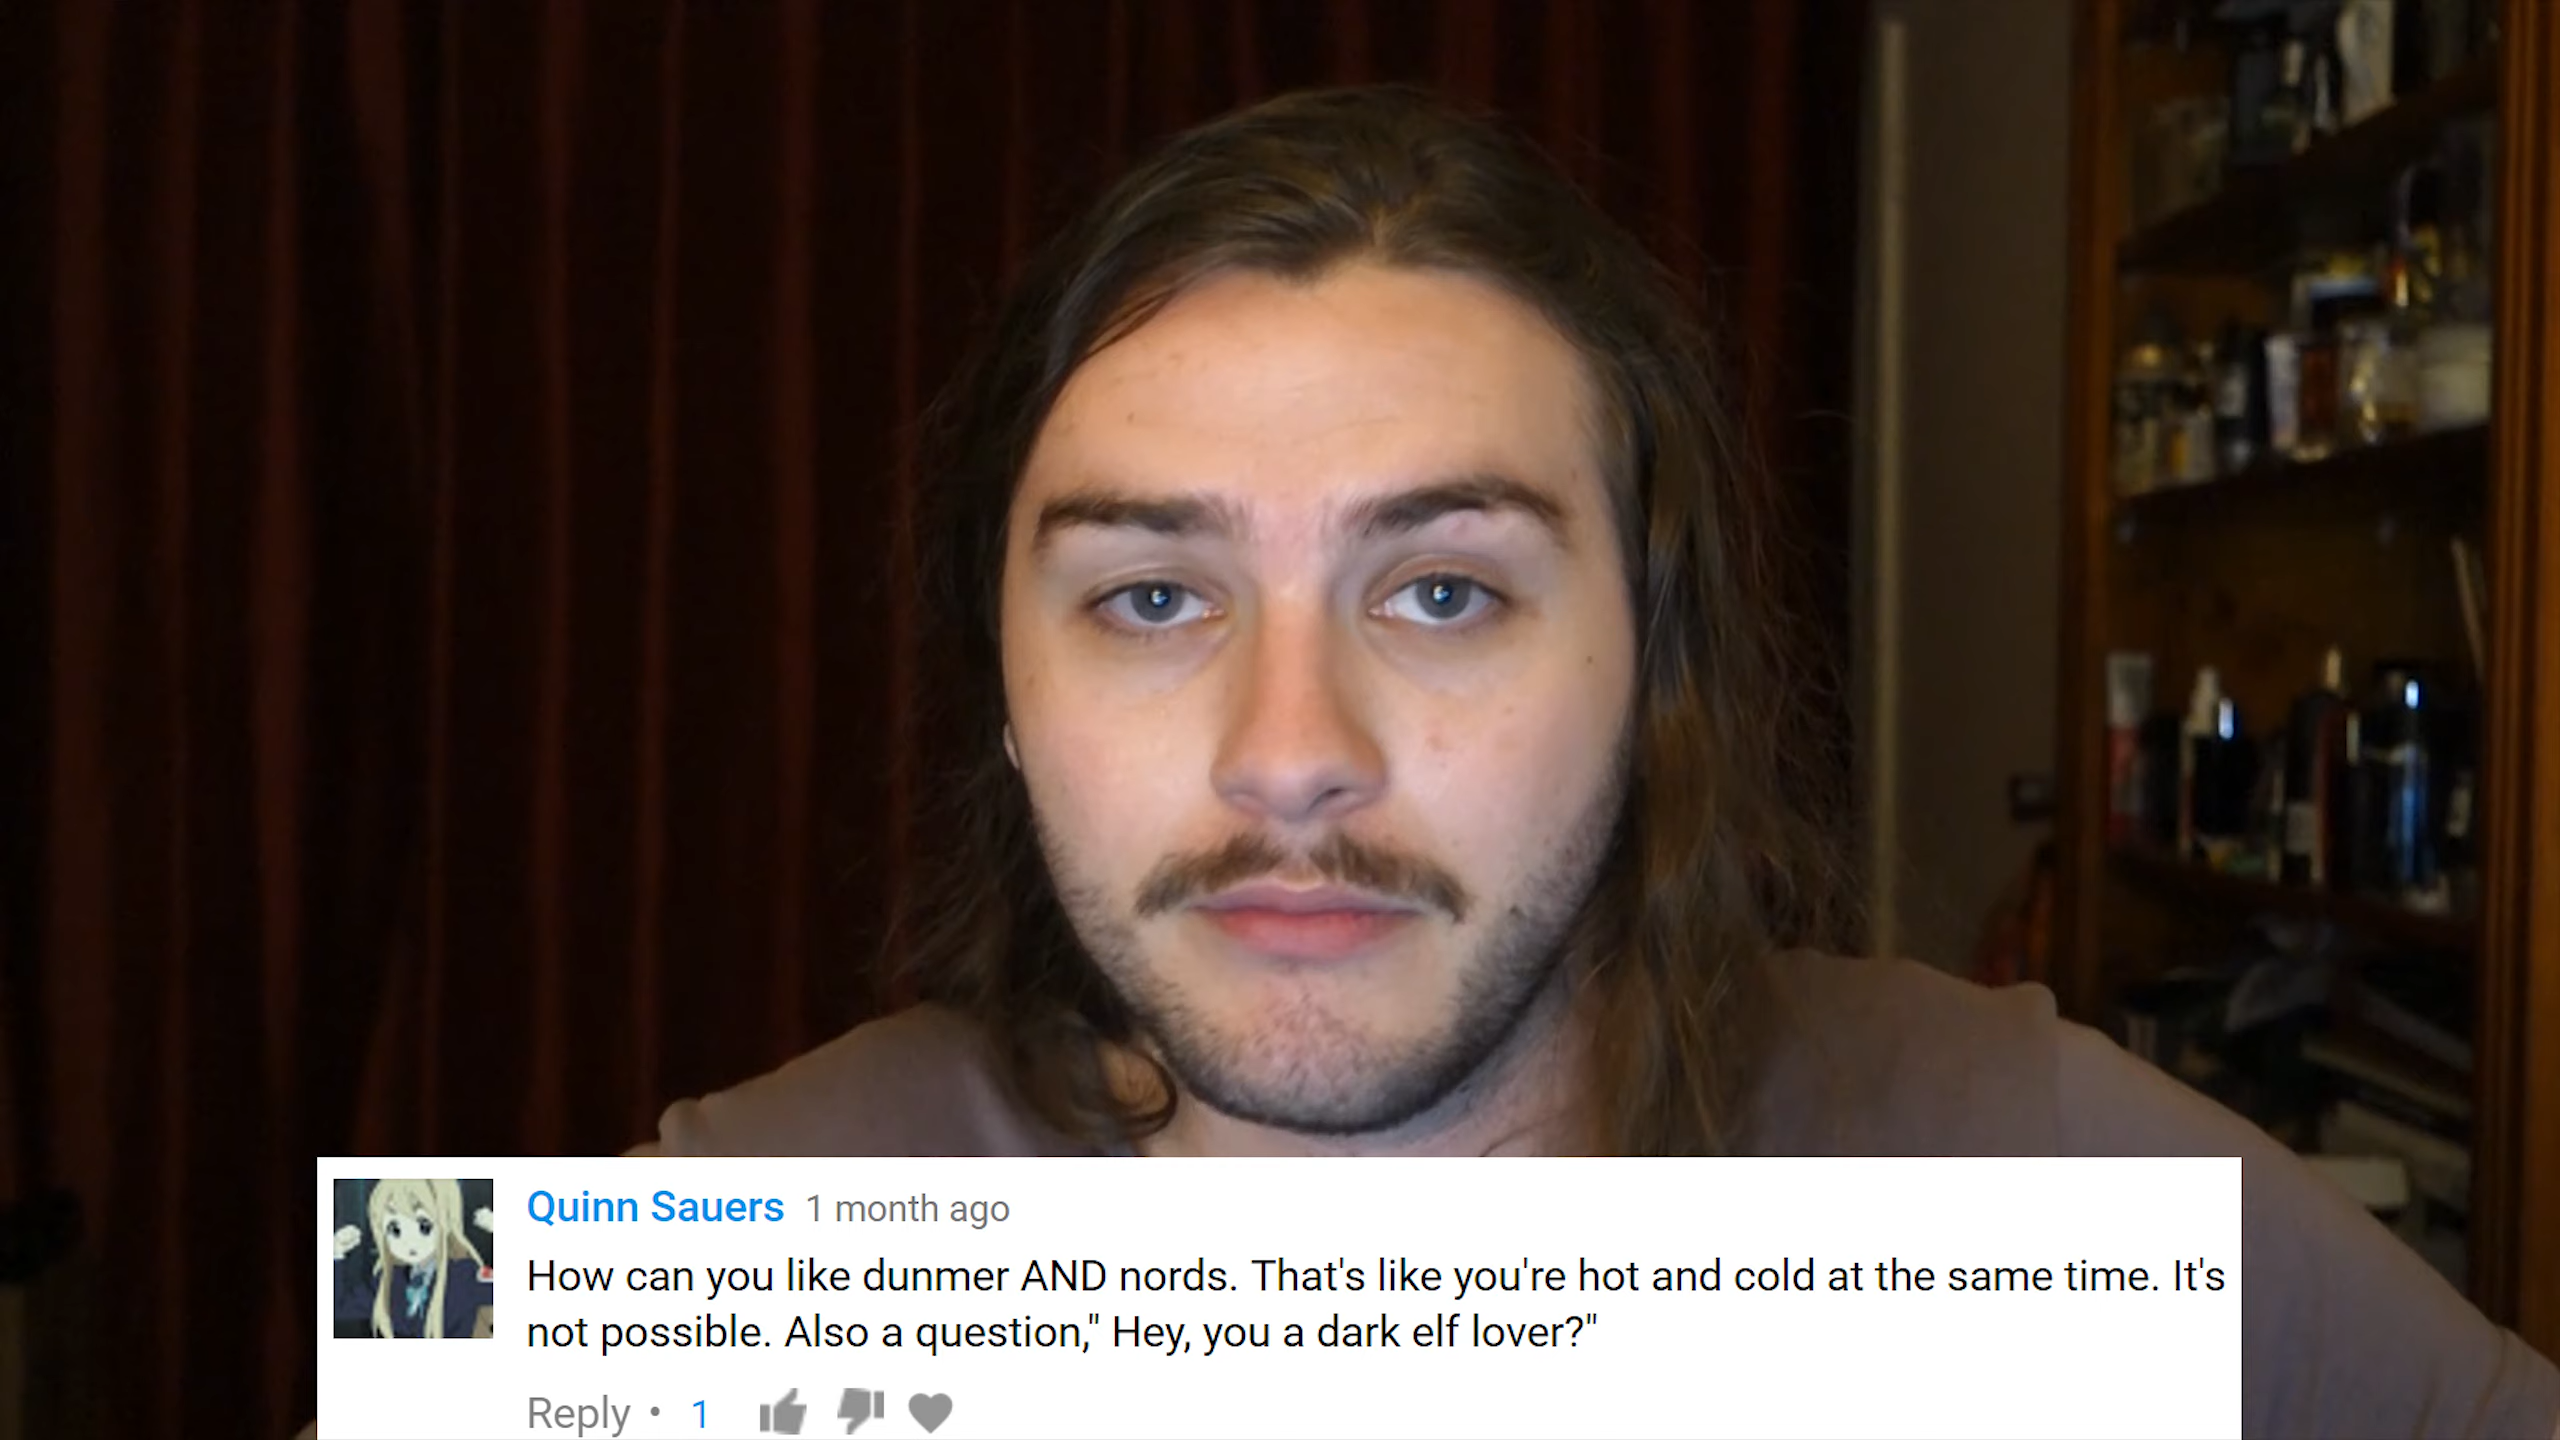 Quinn Sauers 1 month ago
How can you like dunmer AND nords. That's like you're hot and cold at the same time. It's
not possible. Also a question," Hey, you a dark elf lover?"
Reply • 1